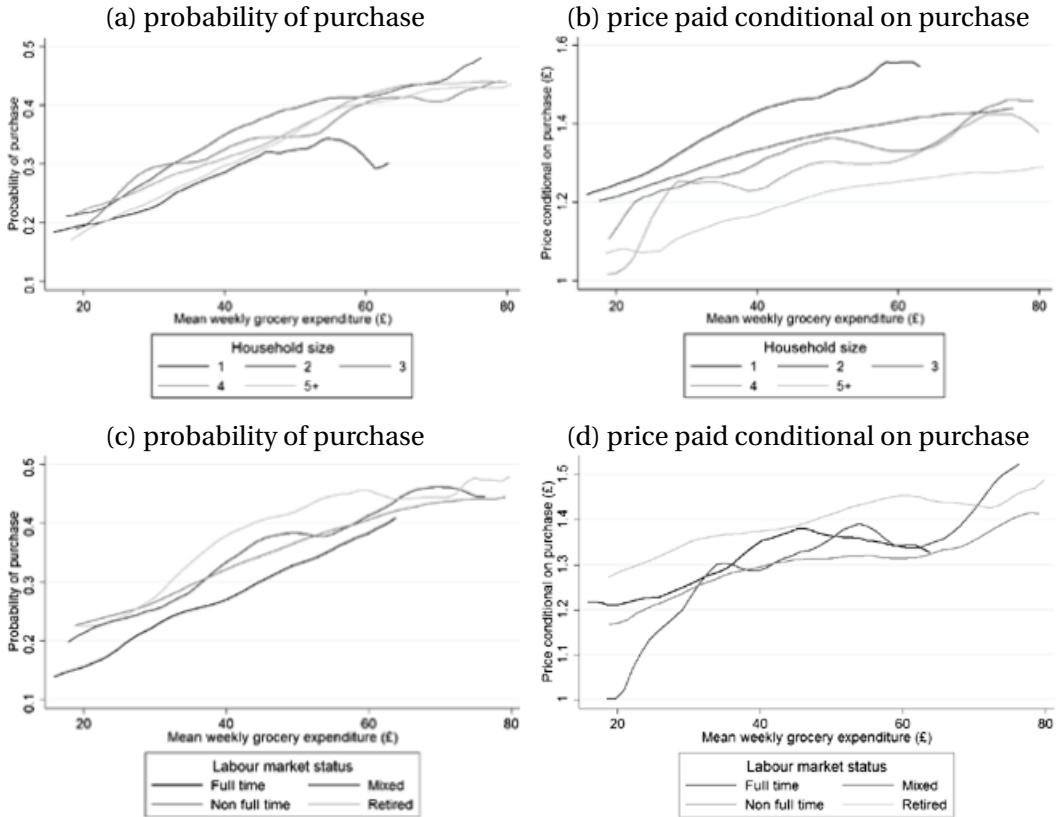 (a) probability of purchase
Probability of purchase
0.5
0.4
0.3
0.2
0.1
20 40 60 80
Mean weekly grocery expenditure (£)
Household size
1 2 3
4 5+
(b) price paid conditional on purchase
Price conditional on purchase (£)
1.6
1.4
1.2
1
20 40 60 80
Mean weekly grocery expenditure (£)
Household size
1 2 3
4 5+
(c) probability of purchase
Probability of purchase
0.5
0.4
0.3
0.2
0.1
20 40 60 80
Mean weekly grocery expenditure (£)
Labour market status
Full time Mixed
Non full time Retired
(d) price paid conditional on purchase
Price conditional on purchase (£)
1.5
1.4
1.3
1.2
1.1
1
20 40 60 80
Mean weekly grocery expenditure (£)
Labour market status
Full time Mixed
Non full time Retired